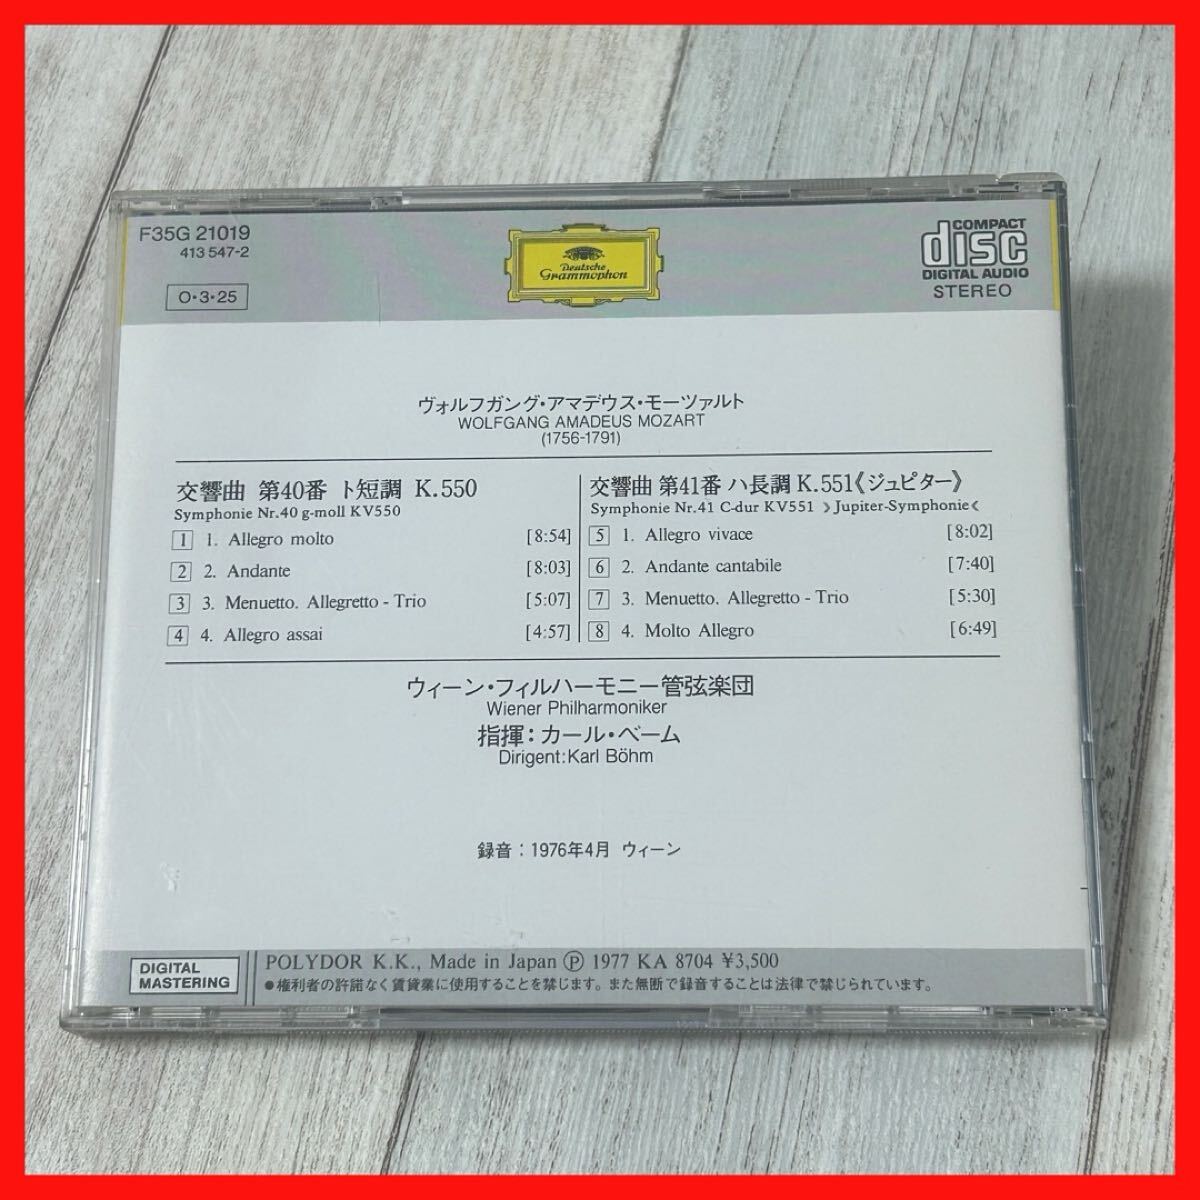 F35G 21019
413 547-2
O・3・25
Deutsche
Grammophon
COMPACT
disc
DIGITAL AUDIO
STEREO
ヴォルフガング・アマデウス・モーツァルト
WOLFGANG AMADEUS MOZART
(1756-1791)
交響曲 第40番 ト短調 K.550
Symphonie Nr.40 g-moll KV550
1 1. Allegro molto [8:54]
2 2. Andante [8:03]
3 3. Menuetto. Allegretto - Trio [5:07]
4 4. Allegro assai [4:57]
交響曲 第41番 ハ長調 K.551《ジュピター》
Symphonie Nr.41 C-dur KV551 》Jupiter-Symphonie《
5 1. Allegro vivace [8:02]
6 2. Andante cantabile [7:40]
7 3. Menuetto. Allegretto - Trio [5:30]
8 4. Molto Allegro [6:49]
ウィーン・フィルハーモニー管弦楽団
Wiener Philharmoniker
指揮：カール・ベーム
Dirigent:Karl Böhm
録音：1976年4月 ウィーン
DIGITAL
MASTERING
POLYDOR K.K., Made in Japan Ⓟ 1977 KA 8704 ¥3,500
●権利者の許諾なく賃貸業に使用することを禁じます。また無断で録音することは法律で禁じられています。